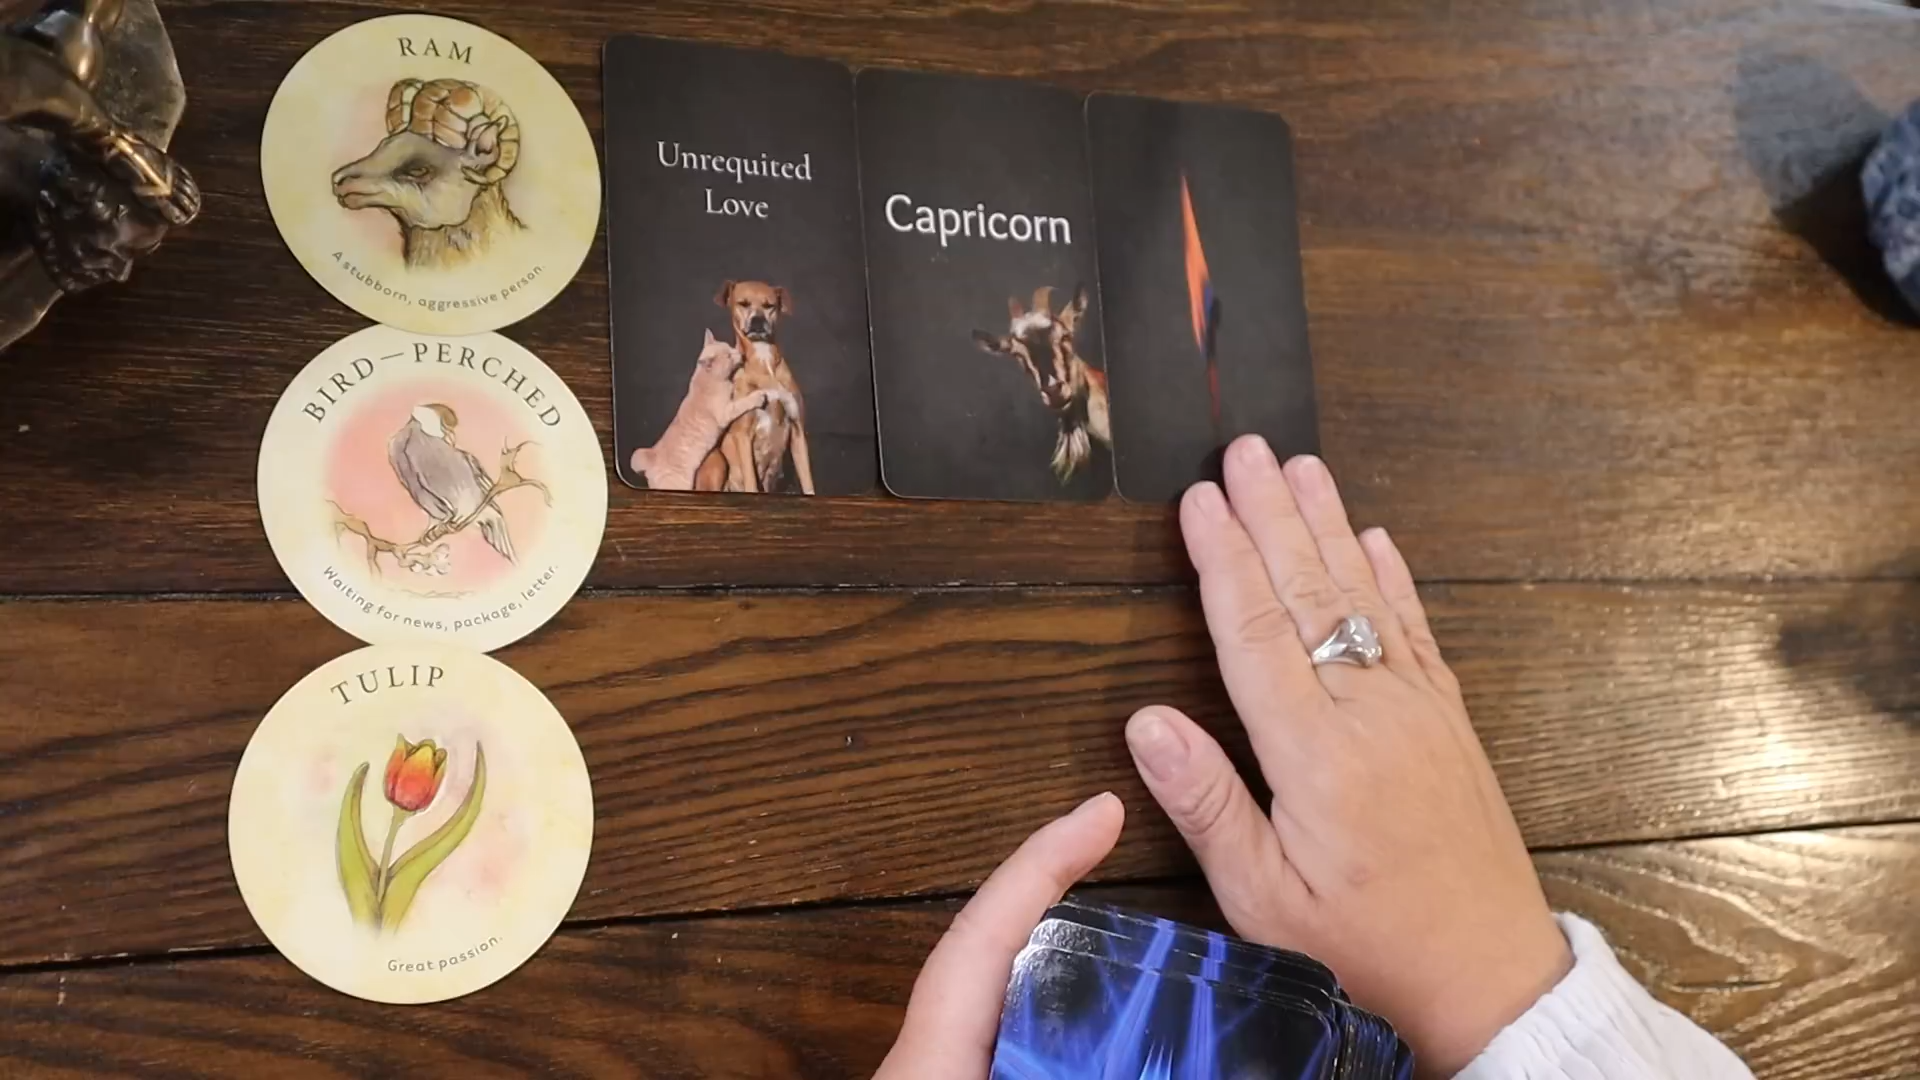 RAM
A stubborn, aggressive person.
BIRD—PERCHED
Waiting for news, package, letter.
TULIP
Great passion.
Unrequited
Love
Capricorn